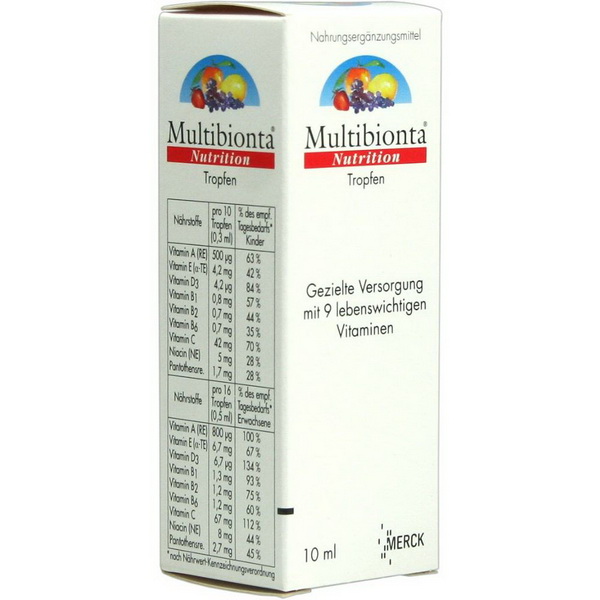 Multibionta®
Nutrition
Tropfen
Nährstoffe pro 10 Tropfen (0,3 ml) % des empf. Tagesbedarfs* Kinder
Vitamin A (RE) 500 µg 63 %
Vitamin E (α-TE) 4,2 mg 42 %
Vitamin D3 4,2 µg 84 %
Vitamin B1 0,8 mg 57 %
Vitamin B2 0,7 mg 44 %
Vitamin B6 0,7 mg 35 %
Vitamin C 42 mg 70 %
Niacin (NE) 5 mg 28 %
Pantothensre. 1,7 mg 28 %
Nährstoffe pro 16 Tropfen (0,5 ml) % des empf. Tagesbedarfs* Erwachsene
Vitamin A (RE) 800 µg 100 %
Vitamin E (α-TE) 6,7 mg 67 %
Vitamin D3 6,7 µg 134 %
Vitamin B1 1,3 mg 93 %
Vitamin B2 1,2 mg 75 %
Vitamin B6 1,2 mg 60 %
Vitamin C 67 mg 112 %
Niacin (NE) 8 mg 44 %
Pantothensre. 2,7 mg 45 %
*nach Nährwert-Kennzeichnungsverordnung
Nahrungsergänzungsmittel
Multibionta®
Nutrition
Tropfen
Gezielte Versorgung
mit 9 lebenswichtigen
Vitaminen
10 ml
MERCK